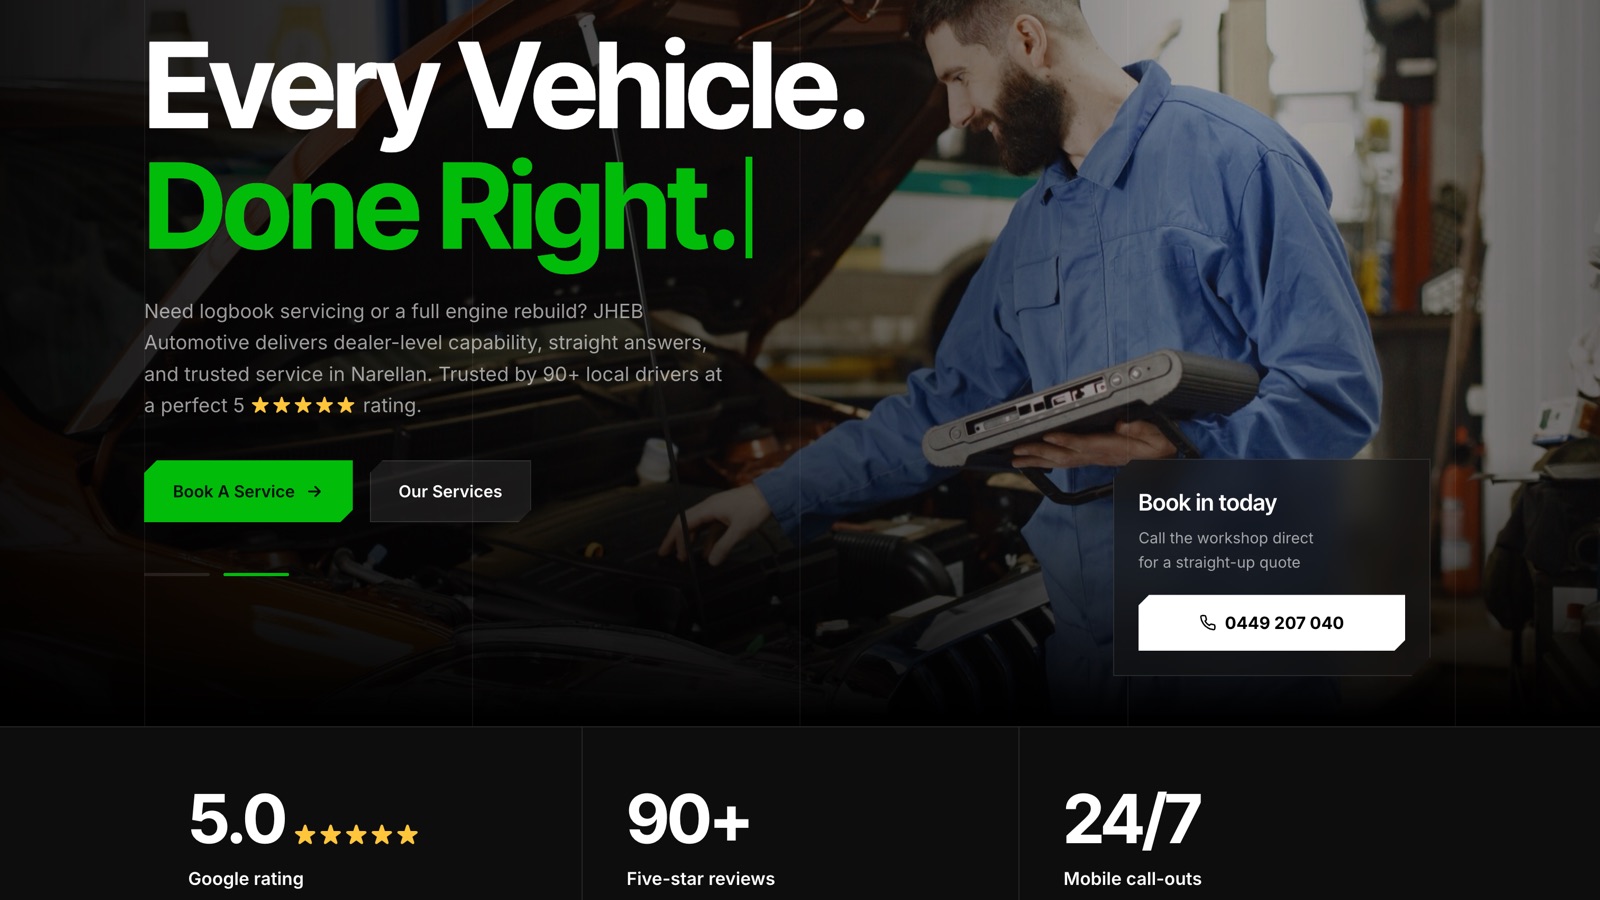 Every Vehicle.
Done Right.
Need logbook servicing or a full engine rebuild? JHEB
Automotive delivers dealer-level capability, straight answers,
and trusted service in Narellan. Trusted by 90+ local drivers at
a perfect 5 ★★★★★ rating.
Book A Service →
Our Services
Book in today
Call the workshop direct
for a straight-up quote
0449 207 040
5.0 ★★★★★
Google rating
90+
Five-star reviews
24/7
Mobile call-outs